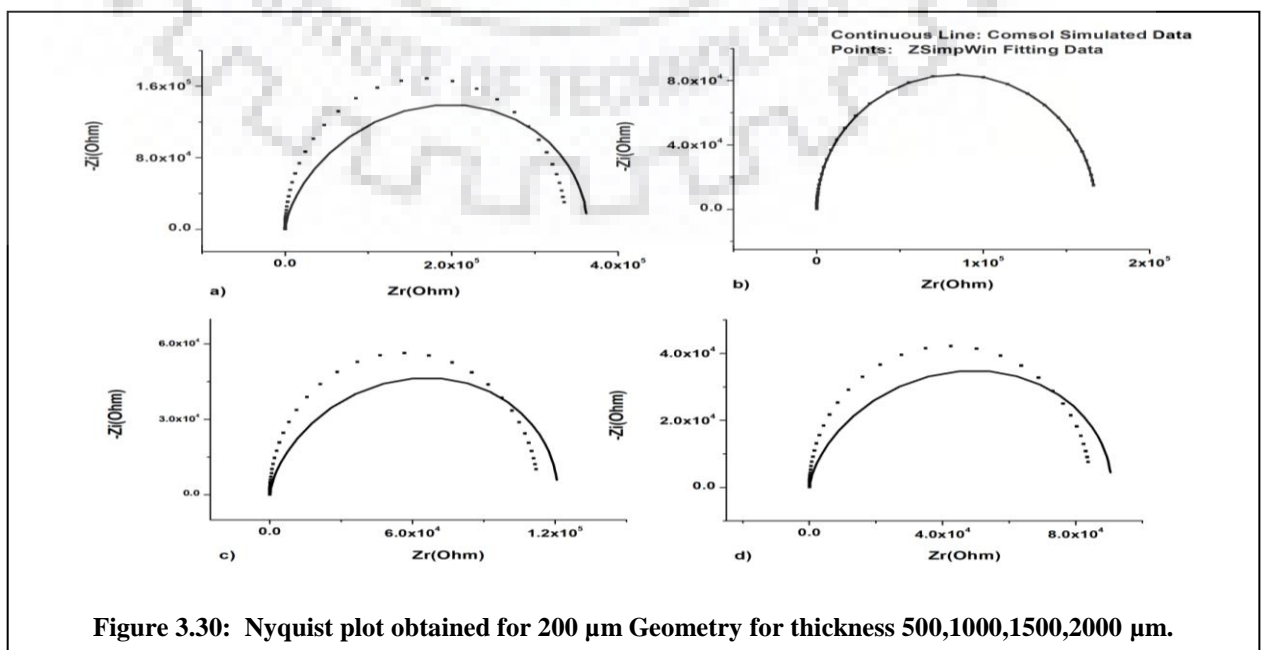 Continuous Line: Comsol Simulated Data
Points: ZSimpWin Fitting Data
-Zi(Ohm)
1.6x10⁵
8.0x10⁴
0.0
0.0
2.0x10⁵
4.0x10⁵
a)
Zr(Ohm)
-Zi(Ohm)
8.0x10⁴
4.0x10⁴
0.0
0
1x10⁵
2x10⁵
b)
Zr(Ohm)
-Zi(Ohm)
6.0x10⁴
3.0x10⁴
0.0
0.0
6.0x10⁴
1.2x10⁵
c)
Zr(Ohm)
-Zi(Ohm)
4.0x10⁴
2.0x10⁴
0.0
0.0
4.0x10⁴
8.0x10⁴
d)
Zr(Ohm)
Figure 3.30: Nyquist plot obtained for 200 µm Geometry for thickness 500,1000,1500,2000 µm.